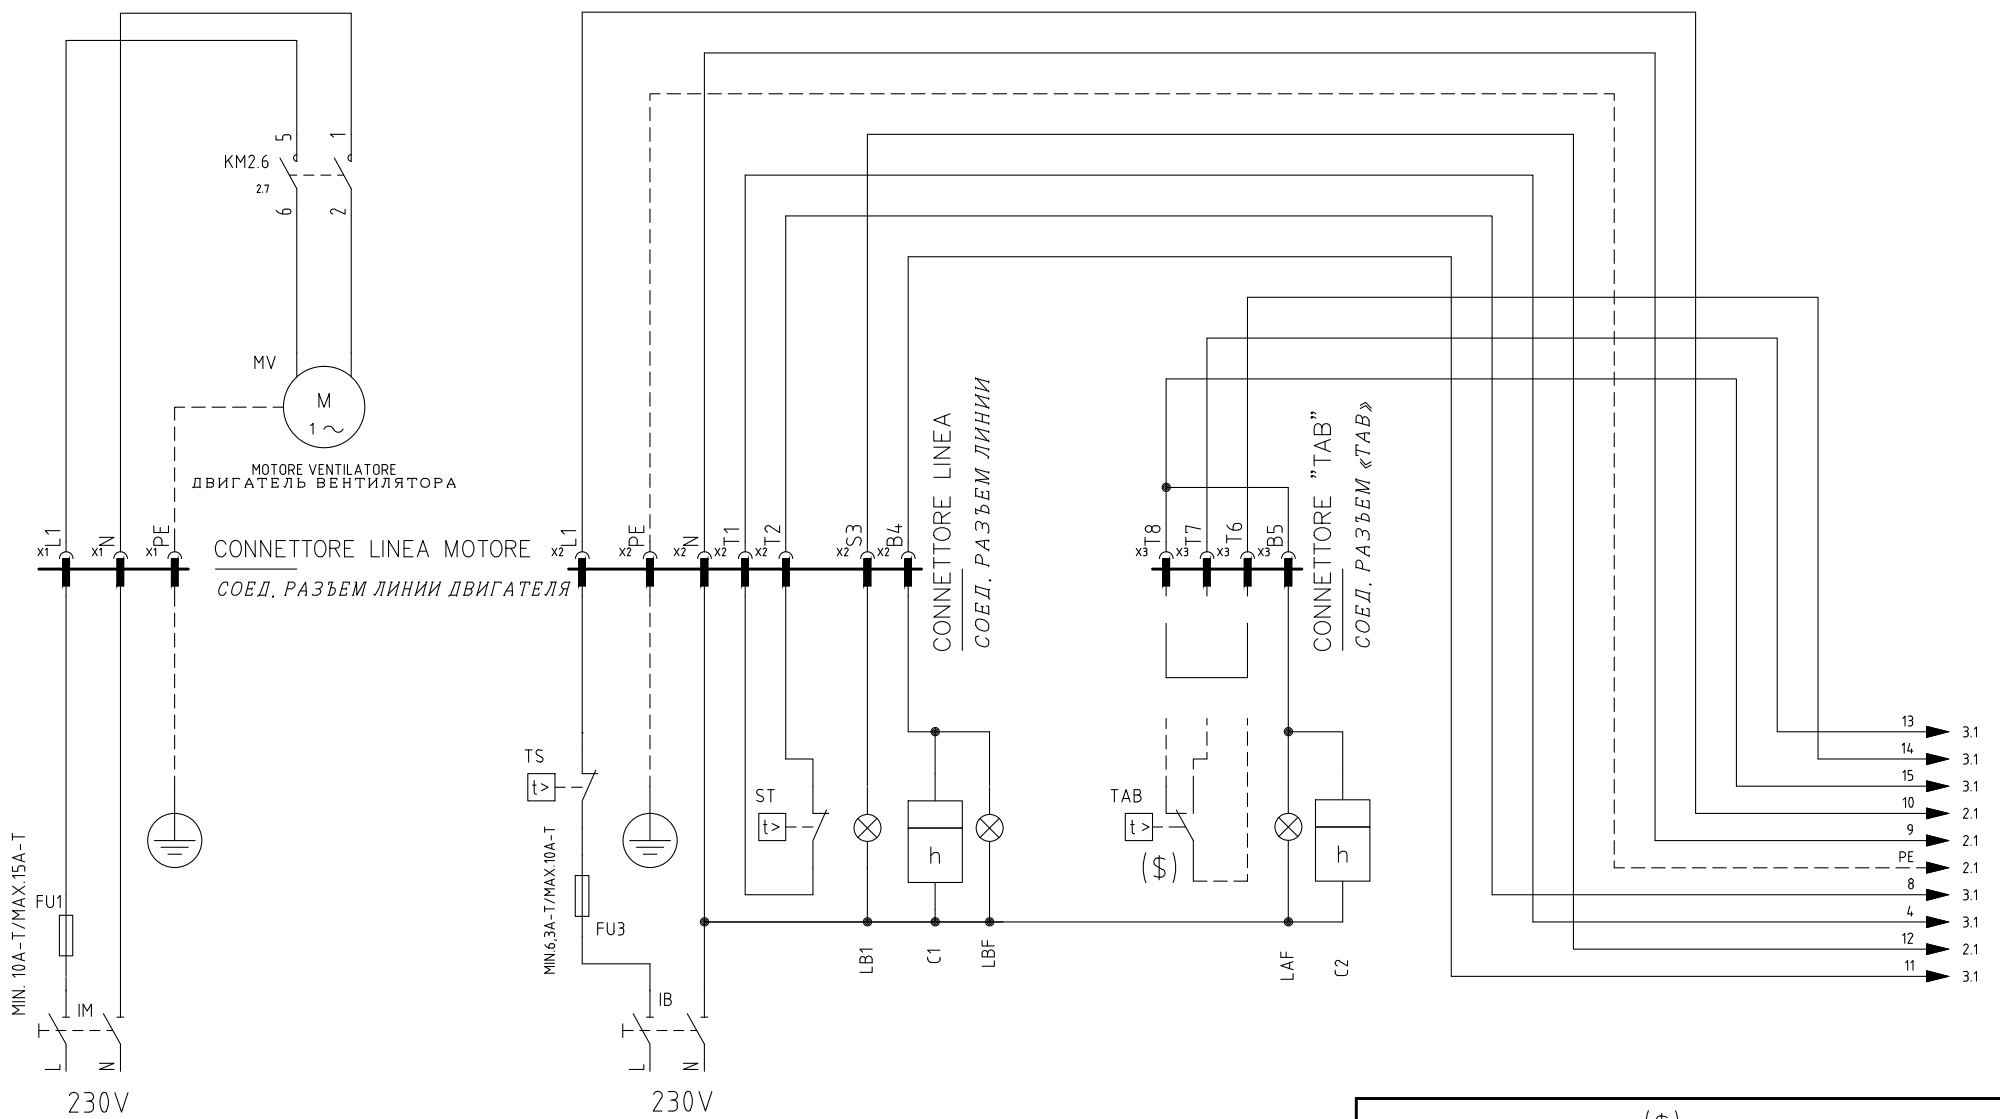 5
1
KM2.6
2.7
6
2
MV
M
1 ~
MOTORE VENTILATORE
ДВИГАТЕЛЬ ВЕНТИЛЯТОРА
x1 L1
x1 N
x1 PE
CONNETTORE LINEA MOTORE
СОЕД. РАЗЪЕМ ЛИНИИ ДВИГАТЕЛЯ
x2 L1
x2 PE
x2 N
x2 T1
x2 T2
x2 S3
x2 B4
CONNETTORE LINEA
СОЕД. РАЗЪЕМ ЛИНИИ
x3 T8
x3 T7
x3 T6
x3 B5
CONNETTORE "TAB"
СОЕД. РАЗЪЕМ «TAB»
TS
t>
ST
t>
TAB
t>
($)
h
h
MIN. 10A-T/MAX.15A-T
FU1
MIN.6,3A-T/MAX.10A-T
FU3
LB1
C1
LBF
LAF
C2
IM
IB
L
N
L
N
230V
230V
13 3.1
14 3.1
15 3.1
10 2.1
9 2.1
PE 2.1
8 3.1
4 3.1
12 2.1
11 3.1
($)